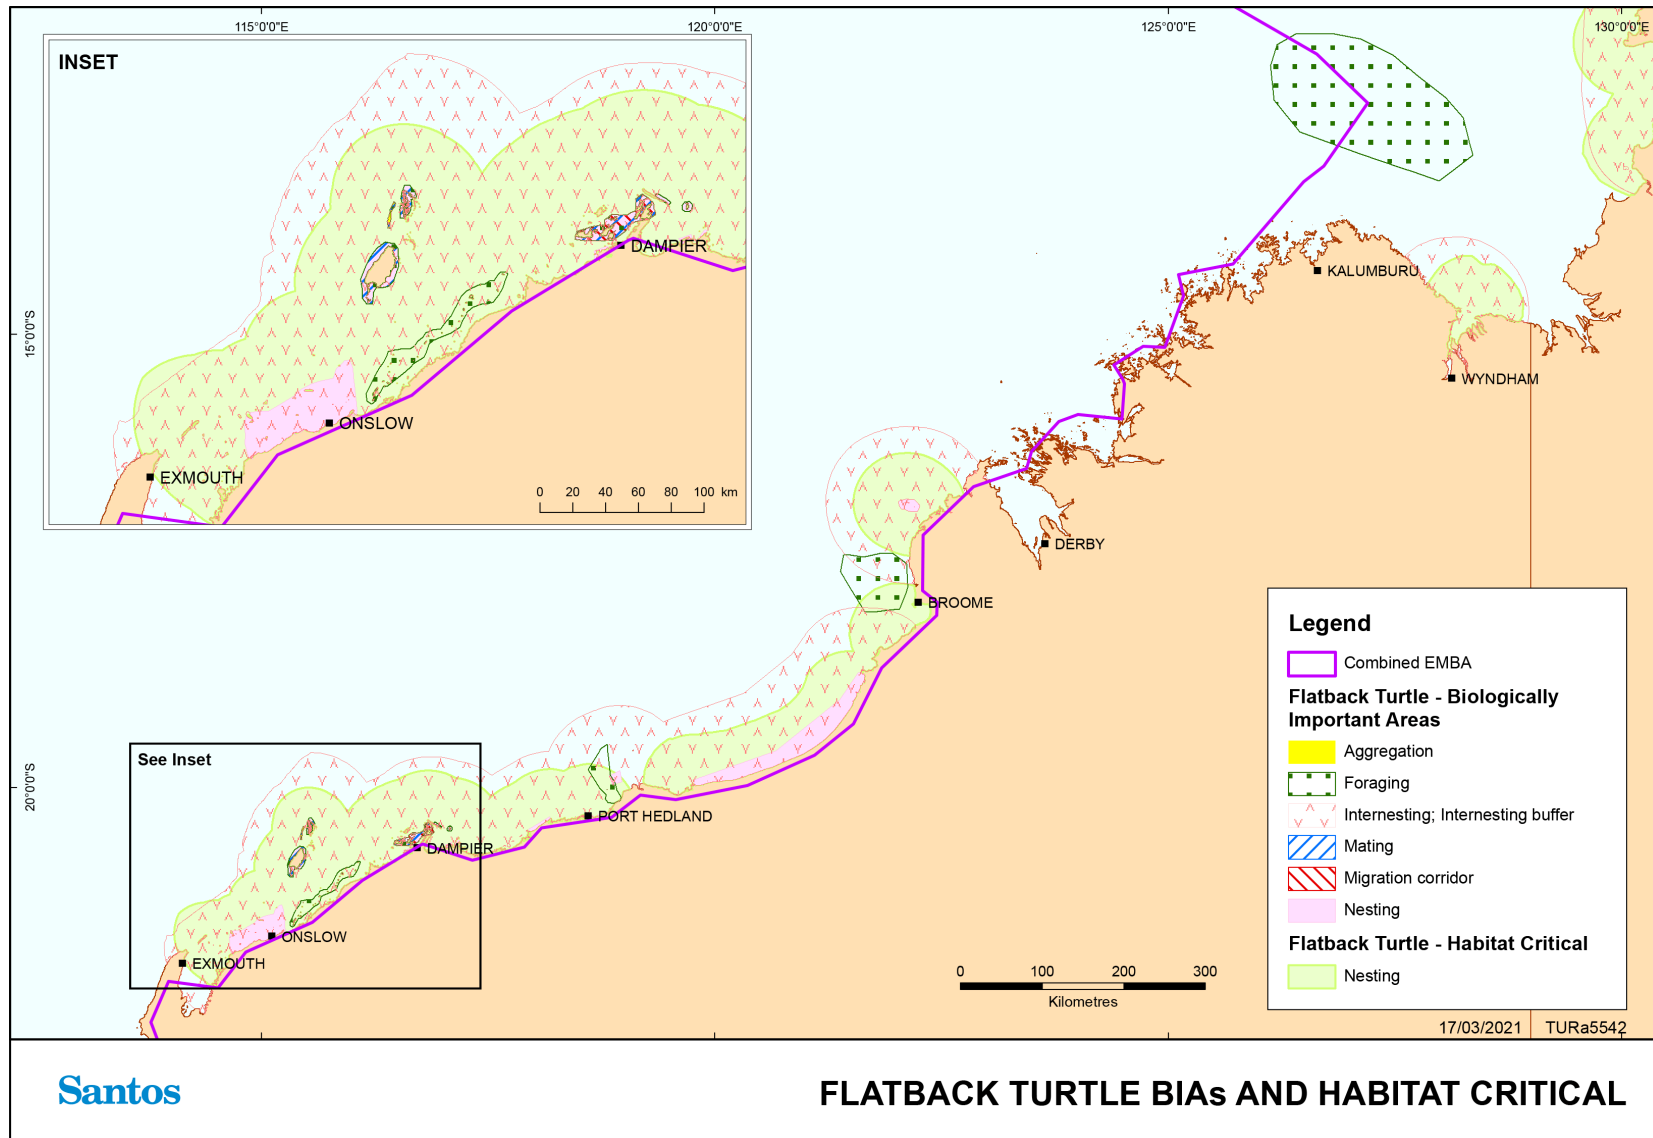 115°0'0"E
120°0'0"E
125°0'0"E
130°0'0"E
INSET
DAMPIER
ONSLOW
EXMOUTH
0 20 40 60 80 100 km
15°0'0"S
20°0'0"S
KALUMBURU
WYNDHAM
DERBY
BROOME
See Inset
PORT HEDLAND
DAMPIER
ONSLOW
EXMOUTH
0 100 200 300
Kilometres
Legend
Combined EMBA
Flatback Turtle - Biologically
Important Areas
Aggregation
Foraging
Internesting; Internesting buffer
Mating
Migration corridor
Nesting
Flatback Turtle - Habitat Critical
Nesting
17/03/2021 TURa5542
Santos
FLATBACK TURTLE BIAs AND HABITAT CRITICAL